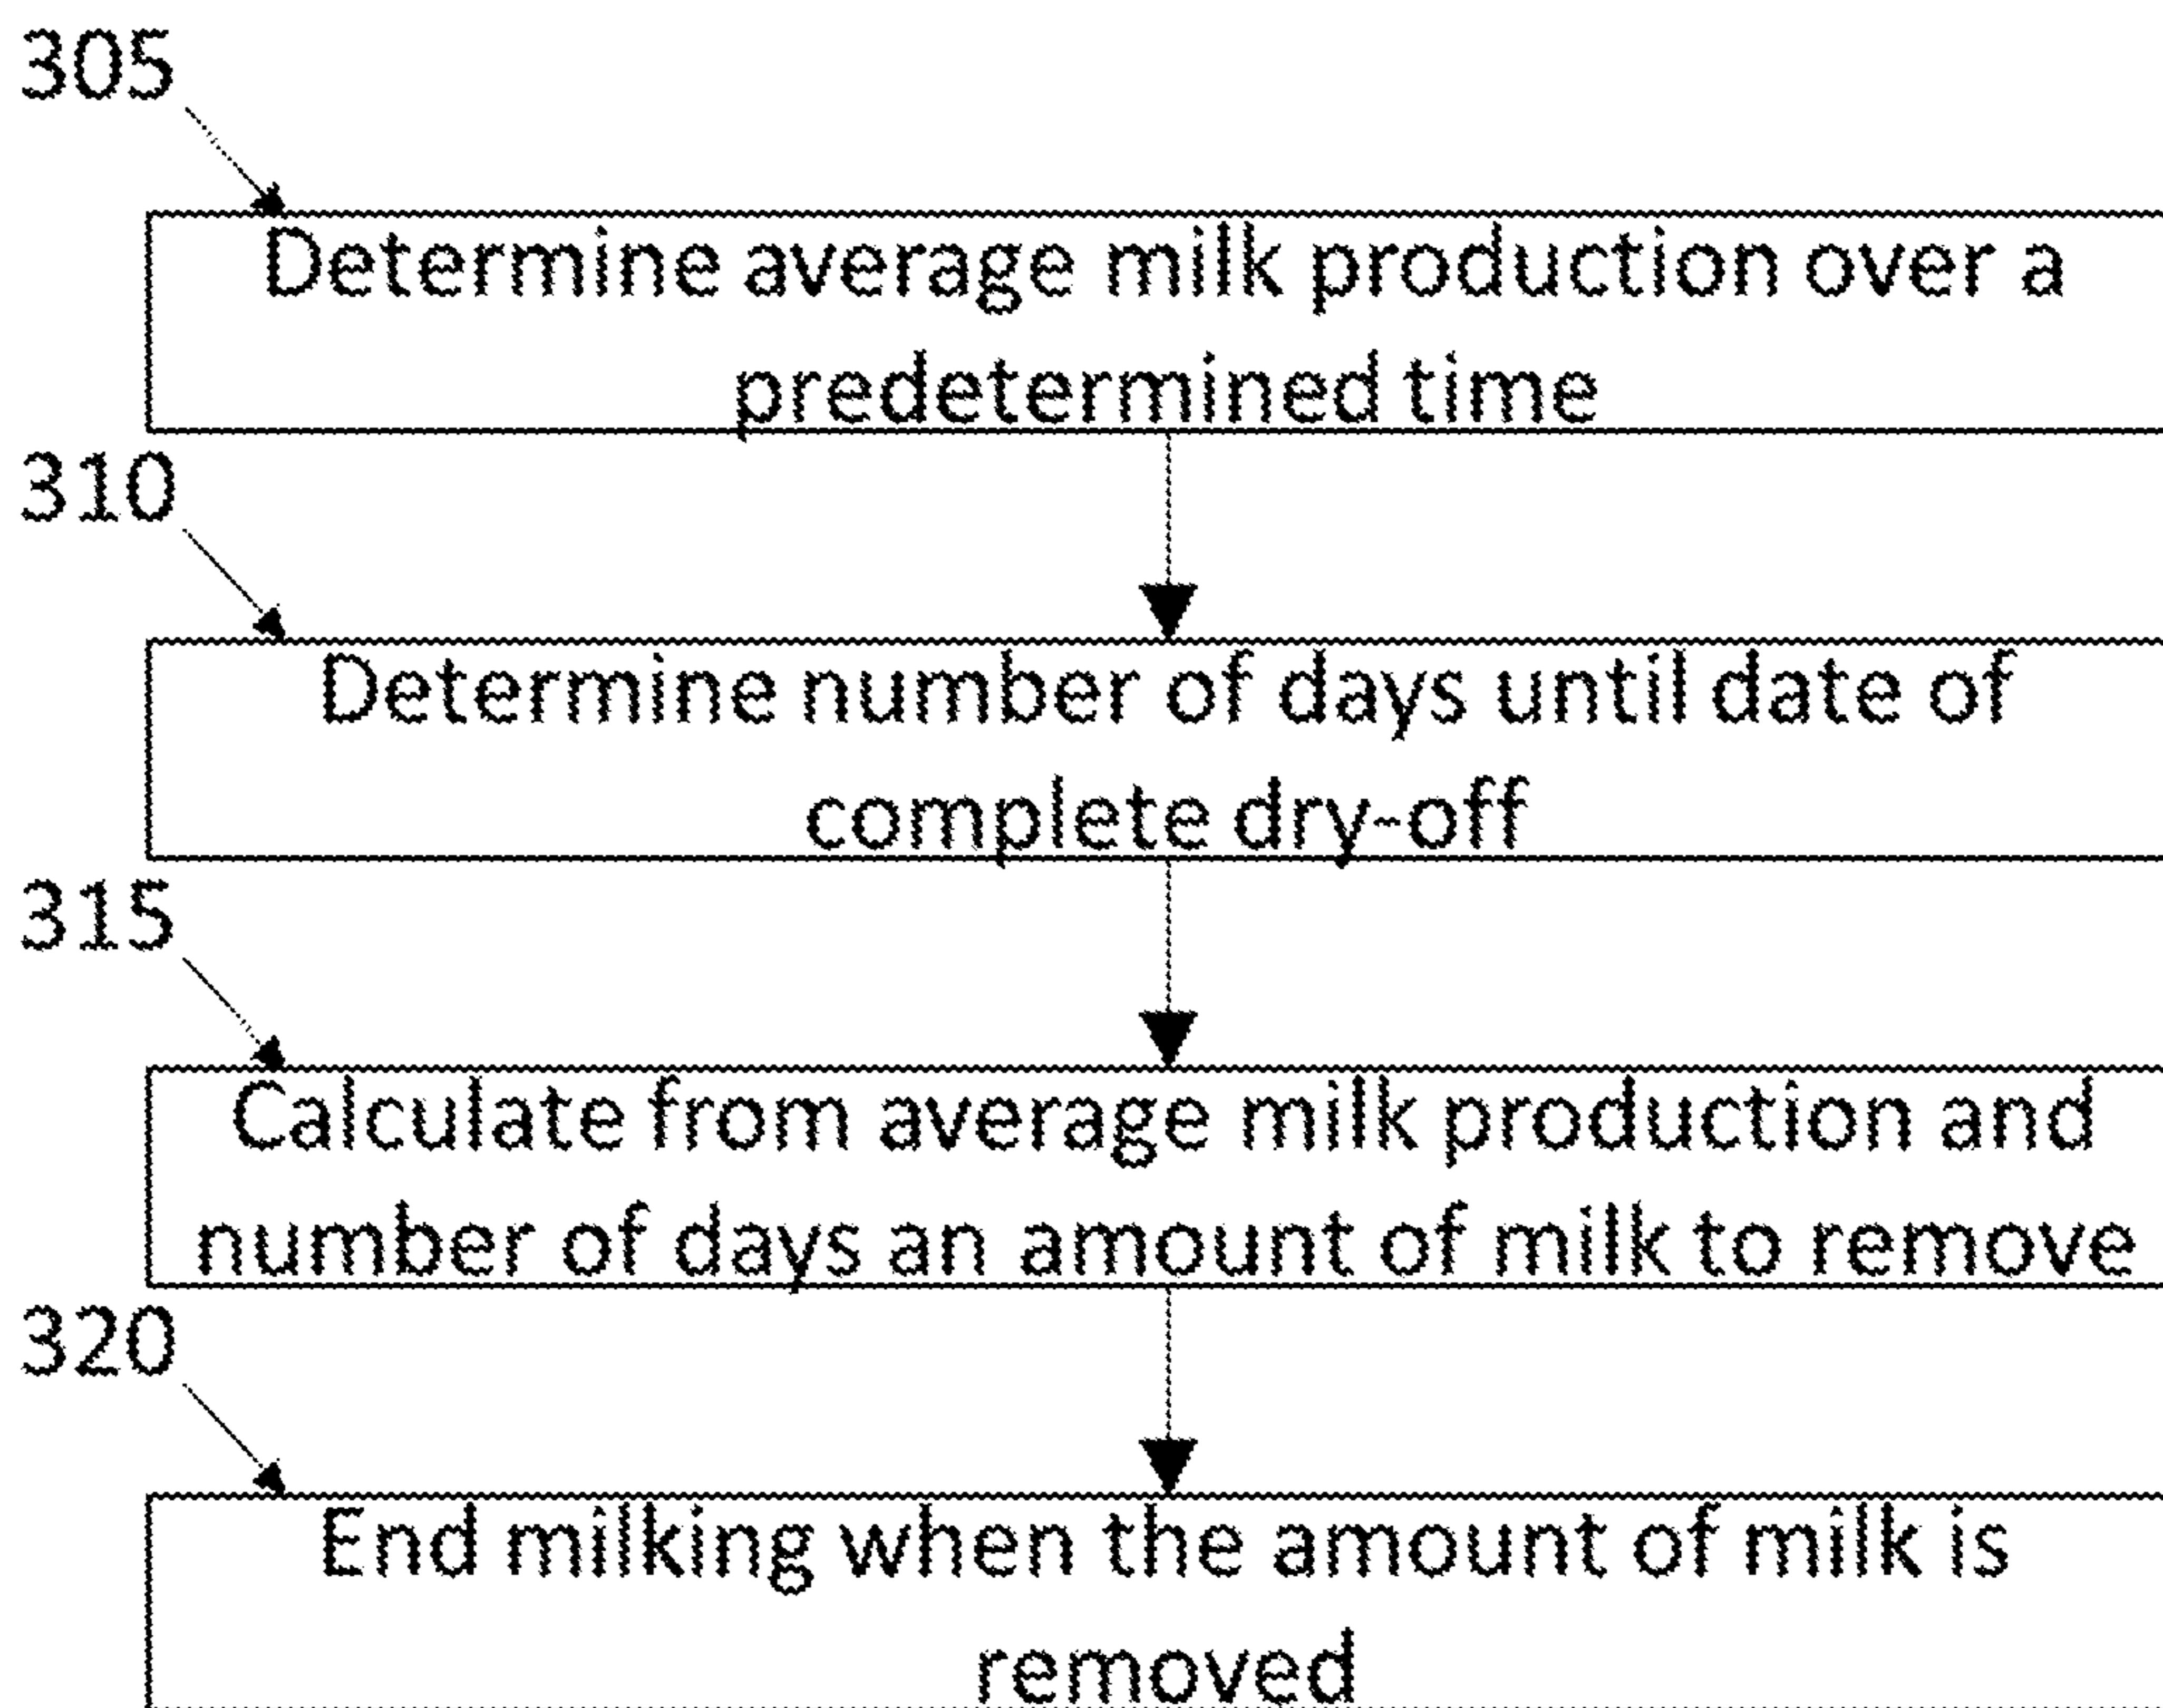 305
Determine average milk production over a
predetermined time
310
Determine number of days until date of
complete dry-off
315
Calculate from average milk production and
number of days an amount of milk to remove
320
End milking when the amount of milk is
removed